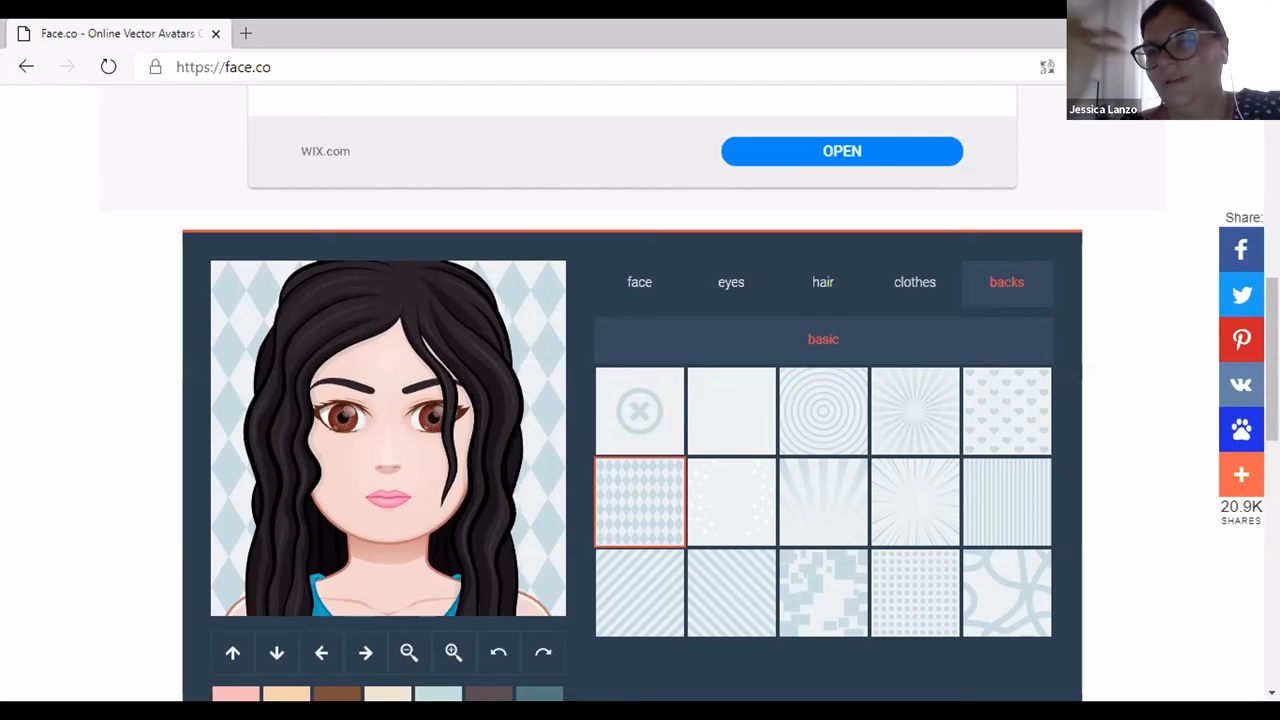 Face.co - Online Vector Avatars
https://face.co
Jessica Lanzo
WIX.com
OPEN
Share:
face
eyes
hair
clothes
backs
basic
20.9K
SHARES